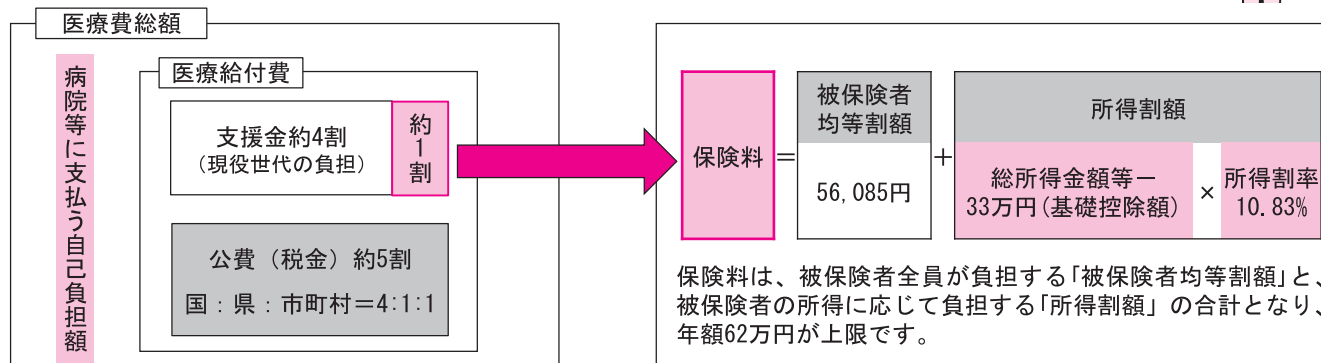 医療費総額
病院等に支払う自己負担額
医療給付費
支援金約4割
(現役世代の負担)
約1割
公費（税金）約5割
国：県：市町村＝4:1:1
保険料
＝
被保険者
均等割額
56,085円
＋
所得割額
総所得金額等－
33万円(基礎控除額)
×
所得割率
10.83%
保険料は、被保険者全員が負担する｢被保険者均等割額｣と、
被保険者の所得に応じて負担する｢所得割額」の合計となり、
年額62万円が上限です。